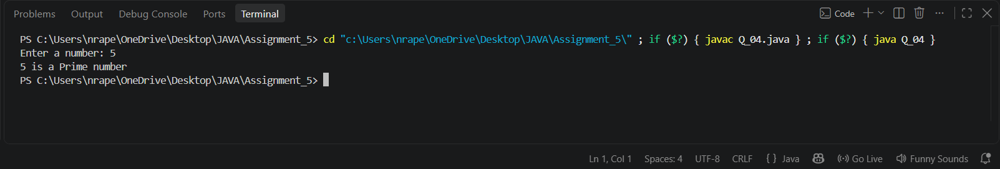 Problems Output Debug Console Ports Terminal Code
PS C:\Users\nrape\OneDrive\Desktop\JAVA\Assignment_5> cd "c:\Users\nrape\OneDrive\Desktop\JAVA\Assignment_5\" ; if ($?) { javac Q_04.java } ; if ($?) { java Q_04 }
Enter a number: 5
5 is a Prime number
PS C:\Users\nrape\OneDrive\Desktop\JAVA\Assignment_5>
Ln 1, Col 1 Spaces: 4 UTF-8 CRLF {} Java Go Live Funny Sounds